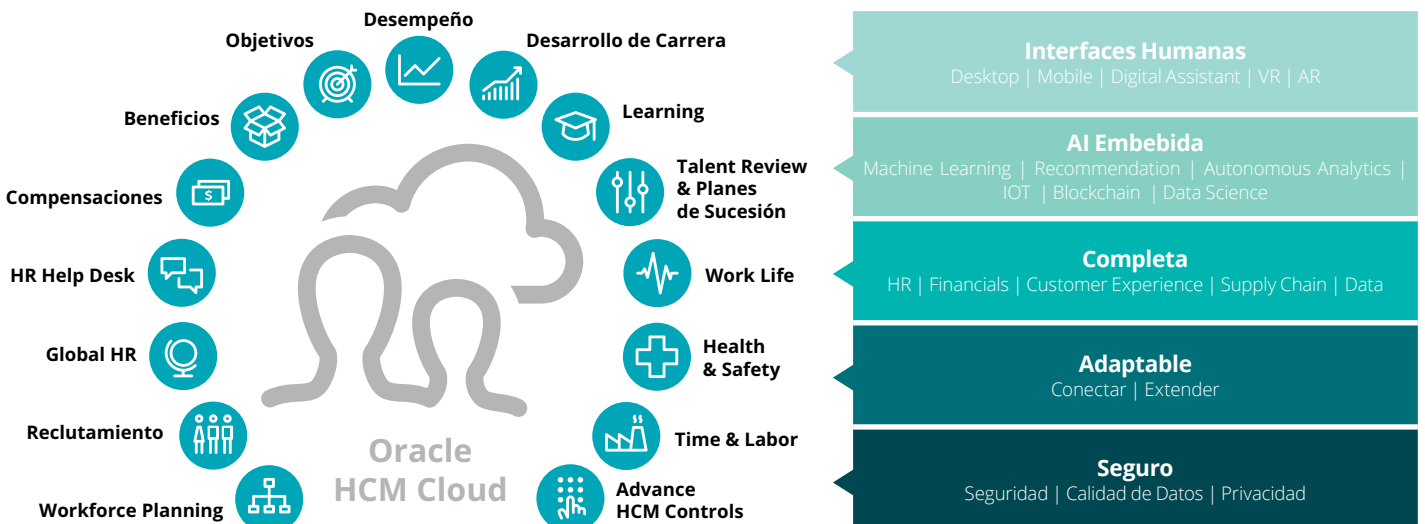 Desempeño
Objetivos
Desarrollo de Carrera
Beneficios
Learning
Compensaciones
$
Talent Review
& Planes
de Sucesión
HR Help Desk
Work Life
Global HR
Health
& Safety
Reclutamiento
Time & Labor
Workforce Planning
Advance
HCM Controls
Oracle
HCM Cloud
Interfaces Humanas
Desktop | Mobile | Digital Assistant | VR | AR
AI Embebida
Machine Learning | Recommendation | Autonomous Analytics |
IOT | Blockchain | Data Science
Completa
HR | Financials | Customer Experience | Supply Chain | Data
Adaptable
Conectar | Extender
Seguro
Seguridad | Calidad de Datos | Privacidad